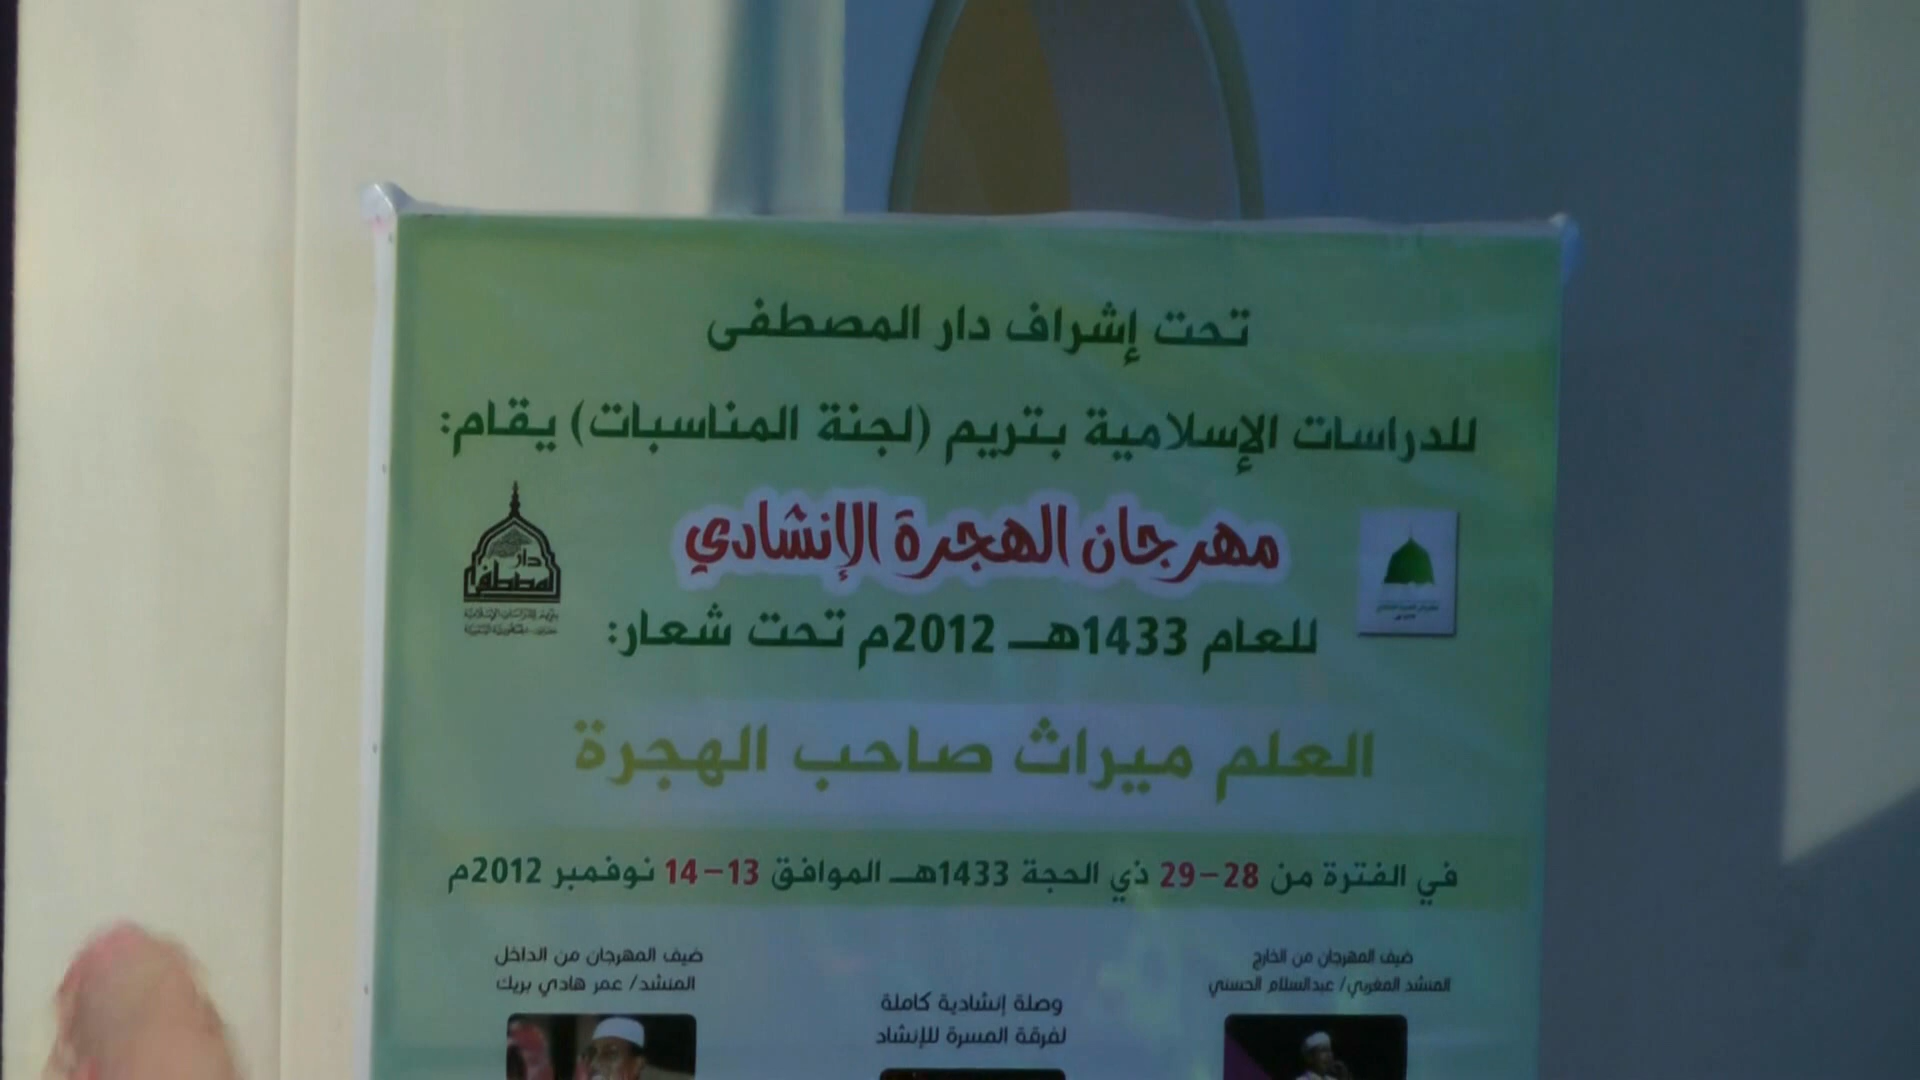 تحت إشراف دار المصطفى
للدراسات الإسلامية بتريم (لجنة المناسبات) يقام:
مهرجان الهجرة الإنشادي
دار
المصطفى
للعام 1433هـ 2012م تحت شعار:
العلم ميراث صاحب الهجرة
في الفترة من 28-29 ذي الحجة 1433هـ الموافق 13-14 نوفمبر 2012م
ضيف المهرجان من الخارج
المنشد المغربي/ عبدالسلام الحسني
وصلة إنشادية كاملة
لفرقة المسرة للإنشاد
ضيف المهرجان من الداخل
المنشد/ عمر هادي بريك